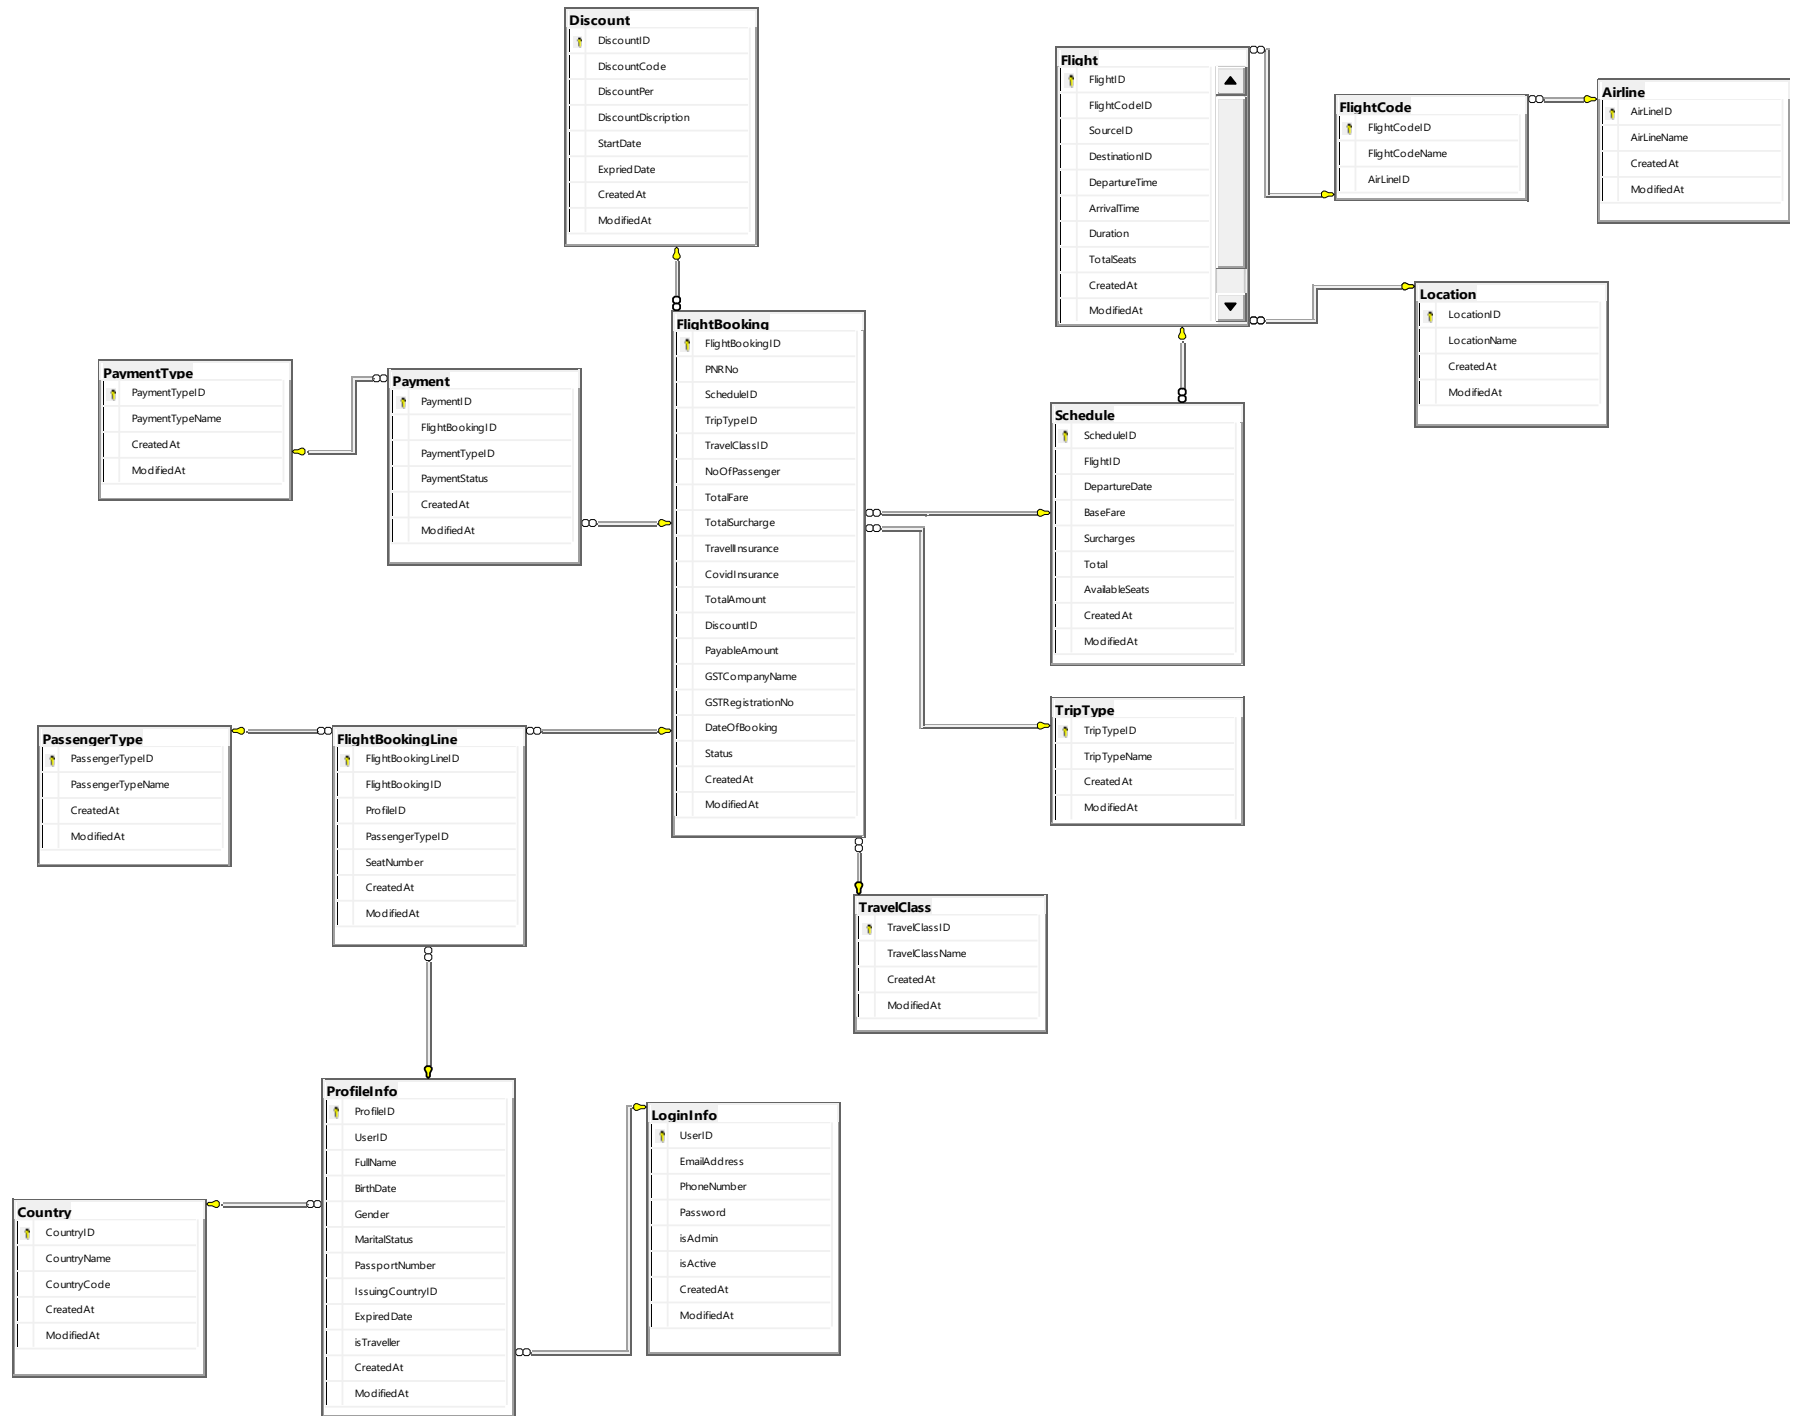 Discount
DiscountID
DiscountCode
DiscountPer
DiscountDiscription
StartDate
ExpriedDate
CreatedAt
ModifiedAt
Flight
FlightID
FlightCodeID
SourceID
DestinationID
DepartureTime
ArrivalTime
Duration
TotalSeats
CreatedAt
ModifiedAt
FlightCode
FlightCodeID
FlightCodeName
AirLineID
Airline
AirLineID
AirLineName
CreatedAt
ModifiedAt
Location
LocationID
LocationName
CreatedAt
ModifiedAt
PaymentType
PaymentTypeID
PaymentTypeName
CreatedAt
ModifiedAt
Payment
PaymentID
FlightBookingID
PaymentTypeID
PaymentStatus
CreatedAt
ModifiedAt
FlightBooking
FlightBookingID
PNRNo
ScheduleID
TripTypeID
TravelClassID
NoOfPassenger
TotalFare
TotalSurcharge
TravelInsurance
CovidInsurance
TotalAmount
DiscountID
PayableAmount
GSTCompanyName
GSTRegistrationNo
DateOfBooking
Status
CreatedAt
ModifiedAt
Schedule
ScheduleID
FlightID
DepartureDate
BaseFare
Surcharges
Total
AvailableSeats
CreatedAt
ModifiedAt
TripType
TripTypeID
TripTypeName
CreatedAt
ModifiedAt
PassengerType
PassengerTypeID
PassengerTypeName
CreatedAt
ModifiedAt
FlightBookingLine
FlightBookingLineID
FlightBookingID
ProfileID
PassengerTypeID
SeatNumber
CreatedAt
ModifiedAt
TravelClass
TravelClassID
TravelClassName
CreatedAt
ModifiedAt
ProfileInfo
ProfileID
UserID
FullName
BirthDate
Gender
MaritalStatus
PassportNumber
IssuingCountryID
ExpiredDate
isTraveller
CreatedAt
ModifiedAt
LoginInfo
UserID
EmailAddress
PhoneNumber
Password
isAdmin
isActive
CreatedAt
ModifiedAt
Country
CountryID
CountryName
CountryCode
CreatedAt
ModifiedAt